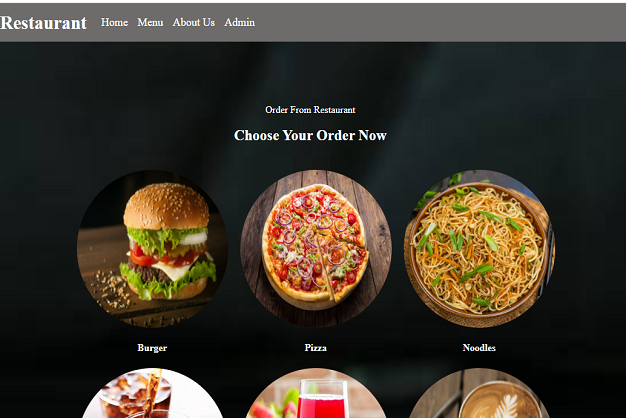 Restaurant Home Menu About Us Admin
Order From Restaurant
Choose Your Order Now
Burger Pizza Noodles